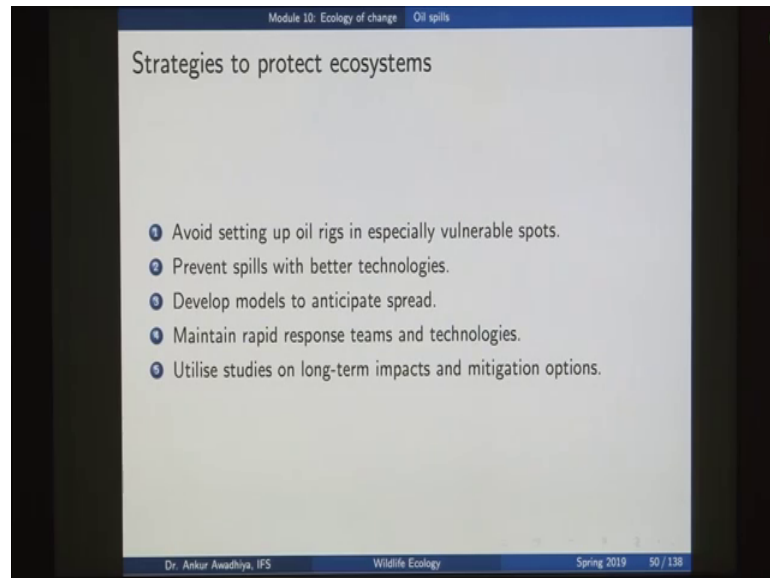 Module 10: Ecology of change Oil spills
Strategies to protect ecosystems
1 Avoid setting up oil rigs in especially vulnerable spots.
2 Prevent spills with better technologies.
3 Develop models to anticipate spread.
4 Maintain rapid response teams and technologies.
5 Utilise studies on long-term impacts and mitigation options.
Dr. Ankur Awadhiya, IFS Wildlife Ecology Spring 2019 50 / 138